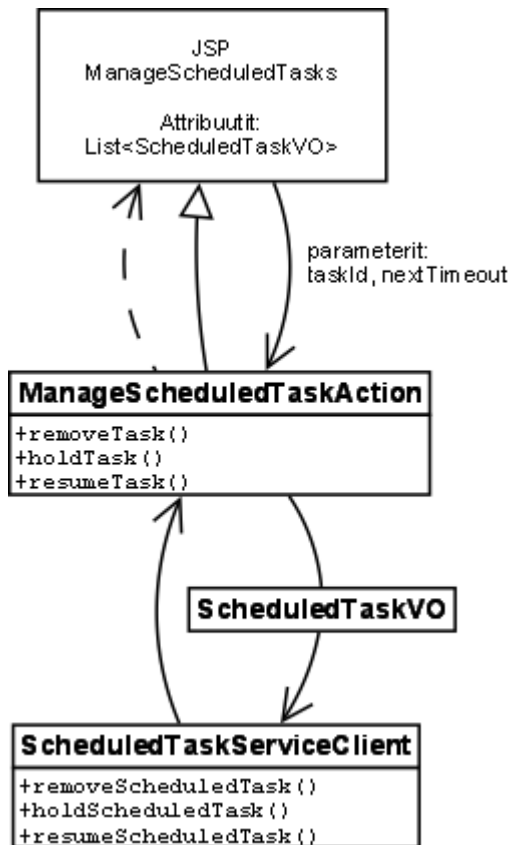 JSP
ManageScheduledTasks
Attribuutit:
List<ScheduledTaskVO>
parameterit:
taskId, nextTimeout
ManageScheduledTaskAction
+removeTask()
+holdTask()
+resumeTask()
ScheduledTaskVO
ScheduledTaskServiceClient
+removeScheduledTask()
+holdScheduledTask()
+resumeScheduledTask()